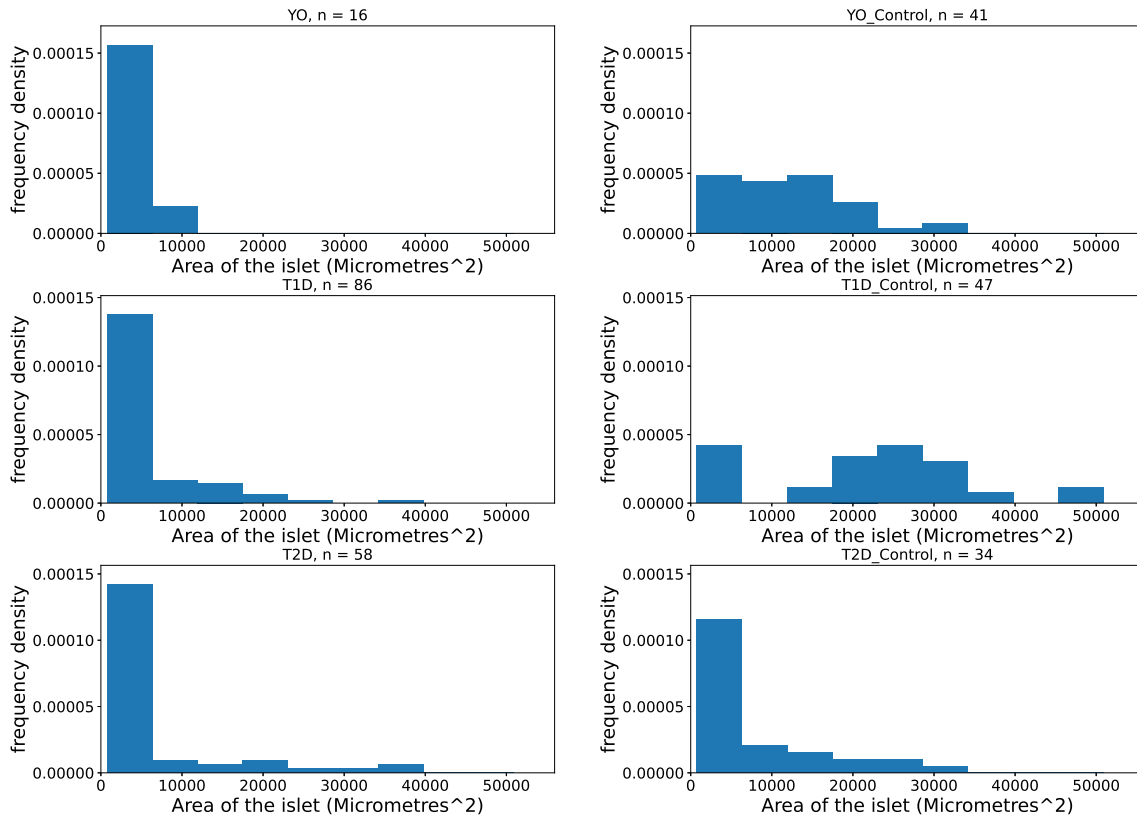 YO, n = 16
YO_Control, n = 41
frequency density
0.00015
0.00010
0.00005
0.00000
0 10000 20000 30000 40000 50000
Area of the islet (Micrometres^2)
frequency density
0.00015
0.00010
0.00005
0.00000
0 10000 20000 30000 40000 50000
Area of the islet (Micrometres^2)
T1D, n = 86
T1D_Control, n = 47
frequency density
0.00015
0.00010
0.00005
0.00000
0 10000 20000 30000 40000 50000
Area of the islet (Micrometres^2)
frequency density
0.00015
0.00010
0.00005
0.00000
0 10000 20000 30000 40000 50000
Area of the islet (Micrometres^2)
T2D, n = 58
T2D_Control, n = 34
frequency density
0.00015
0.00010
0.00005
0.00000
0 10000 20000 30000 40000 50000
Area of the islet (Micrometres^2)
frequency density
0.00015
0.00010
0.00005
0.00000
0 10000 20000 30000 40000 50000
Area of the islet (Micrometres^2)